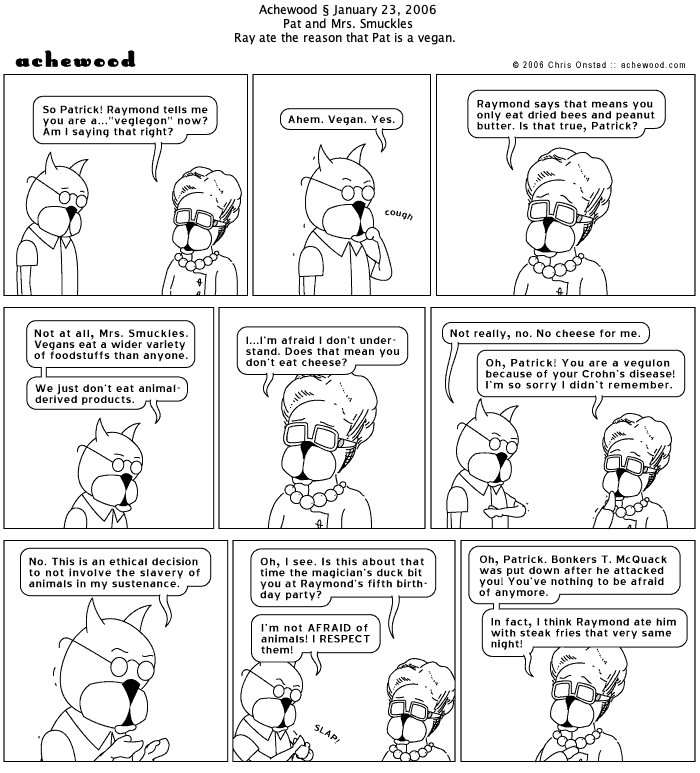 Achewood § January 23, 2006
Pat and Mrs. Smuckles
Ray ate the reason that Pat is a vegan.
achewood
© 2006 Chris Onstad :: achewood.com
So Patrick! Raymond tells me
you are a..."veglegon" now?
Am I saying that right?
Ahem. Vegan. Yes.
cough
Raymond says that means you
only eat dried bees and peanut
butter. Is that true, Patrick?
Not at all, Mrs. Smuckles.
Vegans eat a wider variety
of foodstuffs than anyone.
We just don't eat animal-
derived products.
I...I'm afraid I don't under-
stand. Does that mean you
don't eat cheese?
Not really, no. No cheese for me.
Oh, Patrick! You are a vegulon
because of your Crohn's disease!
I'm so sorry I didn't remember.
No. This is an ethical decision
to not involve the slavery of
animals in my sustenance.
Oh, I see. Is this about that
time the magician's duck bit
you at Raymond's fifth birth-
day party?
I'm not AFRAID of
animals! I RESPECT
them!
SLAP!
Oh, Patrick. Bonkers T. McQuack
was put down after he attacked
you! You've nothing to be afraid
of anymore.
In fact, I think Raymond ate him
with steak fries that very same
night!